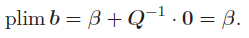 plim b = β + Q⁻¹ · 0 = β.